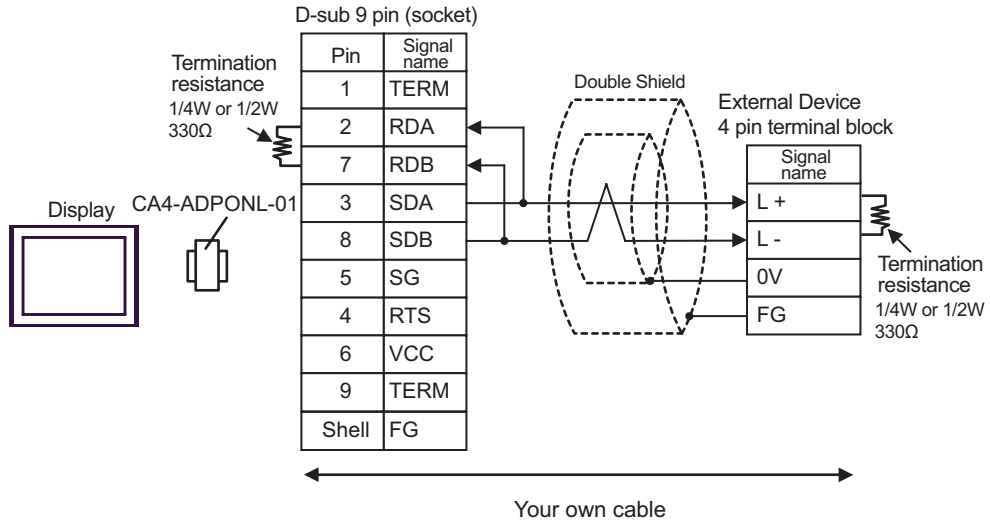 D-sub 9 pin (socket)
Pin
Signal
name
1
TERM
2
RDA
7
RDB
3
SDA
8
SDB
5
SG
4
RTS
6
VCC
9
TERM
Shell
FG
Termination
resistance
1/4W or 1/2W
330Ω
Display
CA4-ADPONL-01
Double Shield
External Device
4 pin terminal block
Signal
name
L +
L -
0V
FG
Termination
resistance
1/4W or 1/2W
330Ω
Your own cable